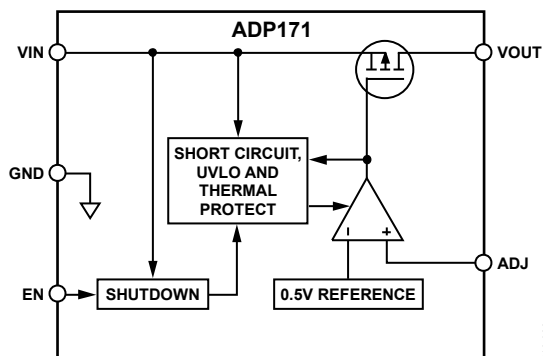 ADP171
VIN
VOUT
SHORT CIRCUIT,
UVLO AND
THERMAL
PROTECT
GND
- +
ADJ
EN
SHUTDOWN
0.5V REFERENCE